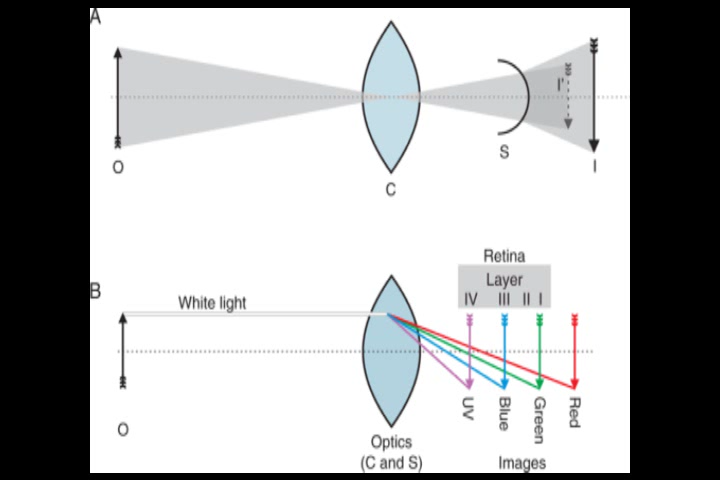 A
O
C
S
I'
I
B
Retina
Layer
IV III II I
White light
O
UV
Blue
Green
Red
Optics
(C and S)
Images